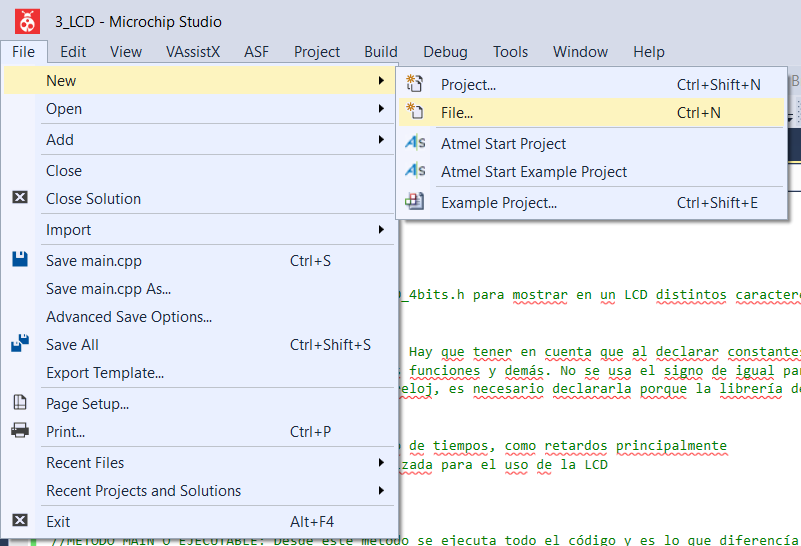 3_LCD - Microchip Studio
File Edit View VAssistX ASF Project Build Debug Tools Window Help
New
Project... Ctrl+Shift+N
Open
File... Ctrl+N
Add
Atmel Start Project
Close
Atmel Start Example Project
Close Solution
Example Project... Ctrl+Shift+E
Import
Save main.cpp Ctrl+S
Save main.cpp As...
_4bits.h para mostrar en un LCD distintos caracter
Advanced Save Options...
Save All Ctrl+Shift+S
Hay que tener en cuenta que al declarar constantes
Export Template...
funciones y demás. No se usa el signo de igual par
eloj, es necesario declararla porque la librería de
Page Setup...
Print... Ctrl+P
de tiempos, como retardos principalmente
Recent Files
zada para el uso de la LCD
Recent Projects and Solutions
Exit Alt+F4
//MÉTODO MAIN O EJECUTABLE: Desde este método se ejecuta todo el código y es lo que diferencia